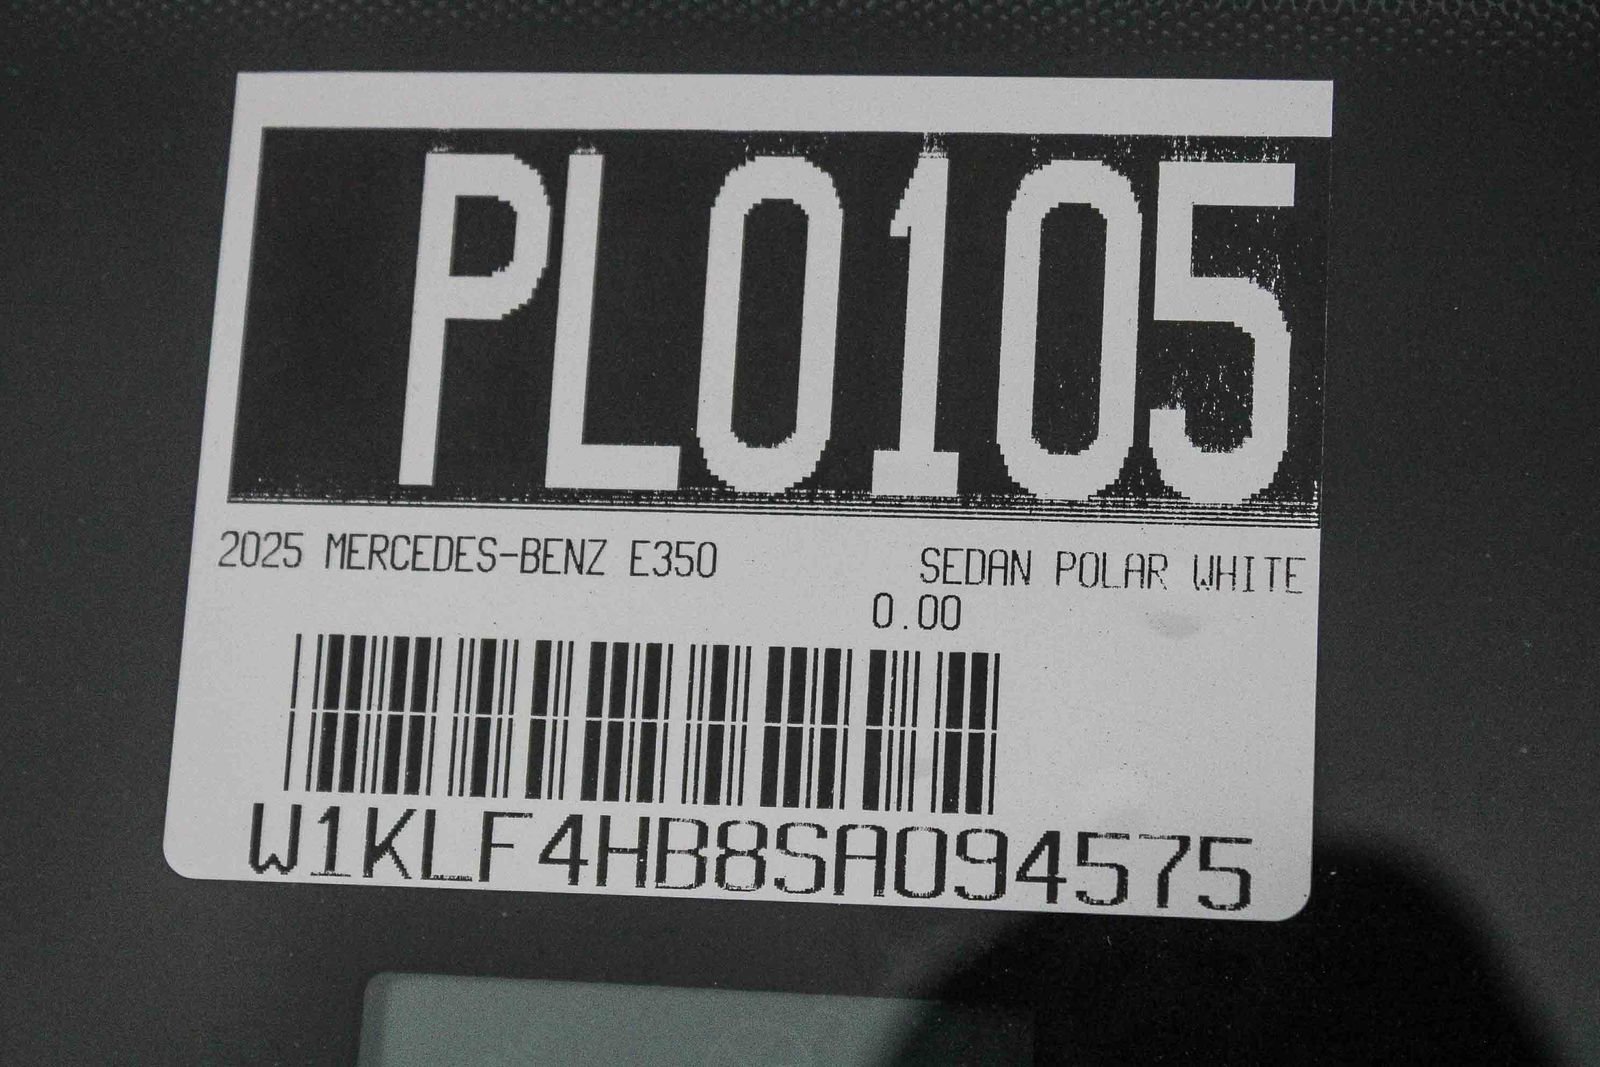 PL0105
2025 MERCEDES-BENZ E350 SEDAN POLAR WHITE
0.00
W1KLF4HB8SA094575